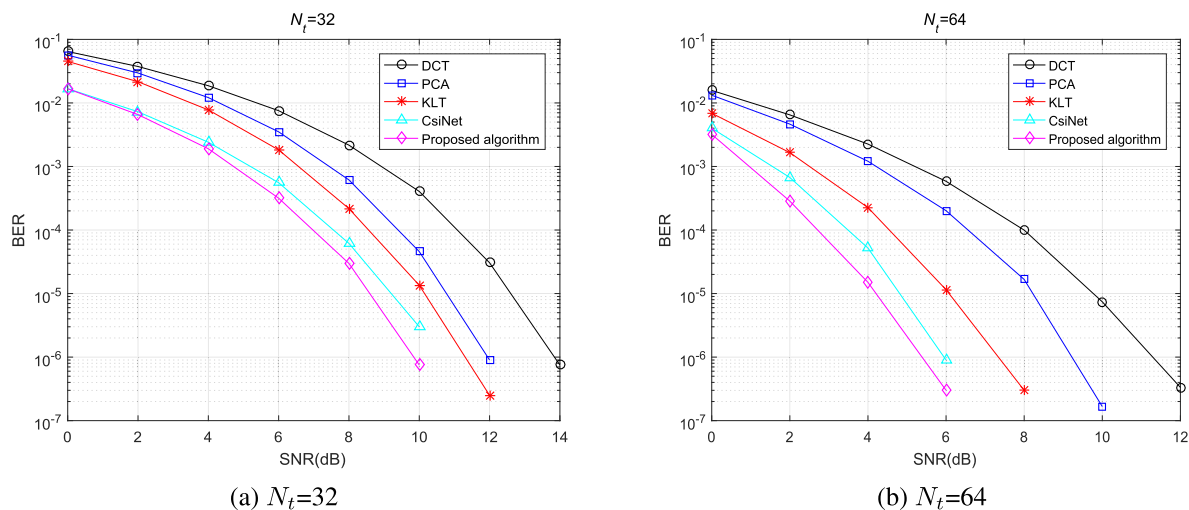 N_t=32
10^-1
10^-2
10^-3
10^-4
10^-5
10^-6
10^-7
BER
0 2 4 6 8 10 12 14
SNR(dB)
DCT
PCA
KLT
CsiNet
Proposed algorithm
(a) N_t=32
N_t=64
10^-1
10^-2
10^-3
10^-4
10^-5
10^-6
10^-7
BER
0 2 4 6 8 10 12
SNR(dB)
DCT
PCA
KLT
CsiNet
Proposed algorithm
(b) N_t=64